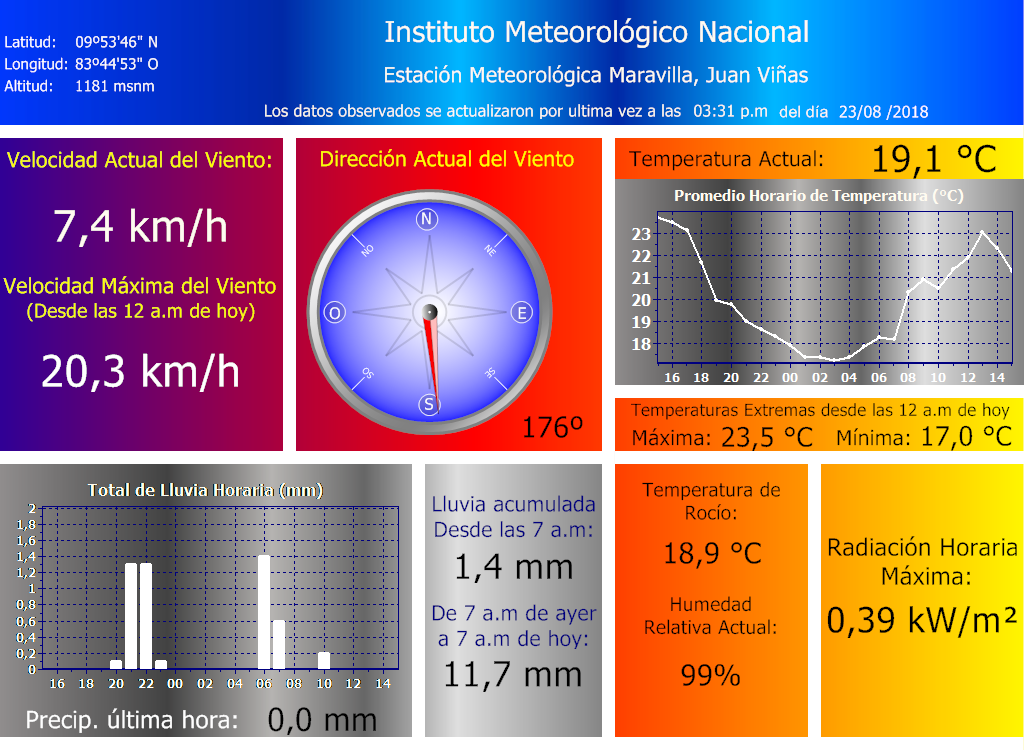 Instituto Meteorológico Nacional
Latitud: 09º53'46" N
Longitud: 83º44'53" O
Altitud: 1181 msnm
Estación Meteorológica Maravilla, Juan Viñas
Los datos observados se actualizaron por ultima vez a las 03:31 p.m del día 23/08 /2018
Velocidad Actual del Viento:
7,4 km/h
Velocidad Máxima del Viento
(Desde las 12 a.m de hoy)
20,3 km/h
Dirección Actual del Viento
N
NO
NE
O
E
SO
SE
S
176º
Temperatura Actual: 19,1 °C
Promedio Horario de Temperatura (°C)
23
22
21
20
19
18
16 18 20 22 00 02 04 06 08 10 12 14
Temperaturas Extremas desde las 12 a.m de hoy
Máxima: 23,5 °C Mínima: 17,0 °C
Total de Lluvia Horaria (mm)
2
1,8
1,6
1,4
1,2
1
0,8
0,6
0,4
0,2
0
16 18 20 22 00 02 04 06 08 10 12 14
Precip. última hora: 0,0 mm
Lluvia acumulada
Desde las 7 a.m:
1,4 mm
De 7 a.m de ayer
a 7 a.m de hoy:
11,7 mm
Temperatura de
Rocío:
18,9 °C
Humedad
Relativa Actual:
99%
Radiación Horaria
Máxima:
0,39 kW/m²